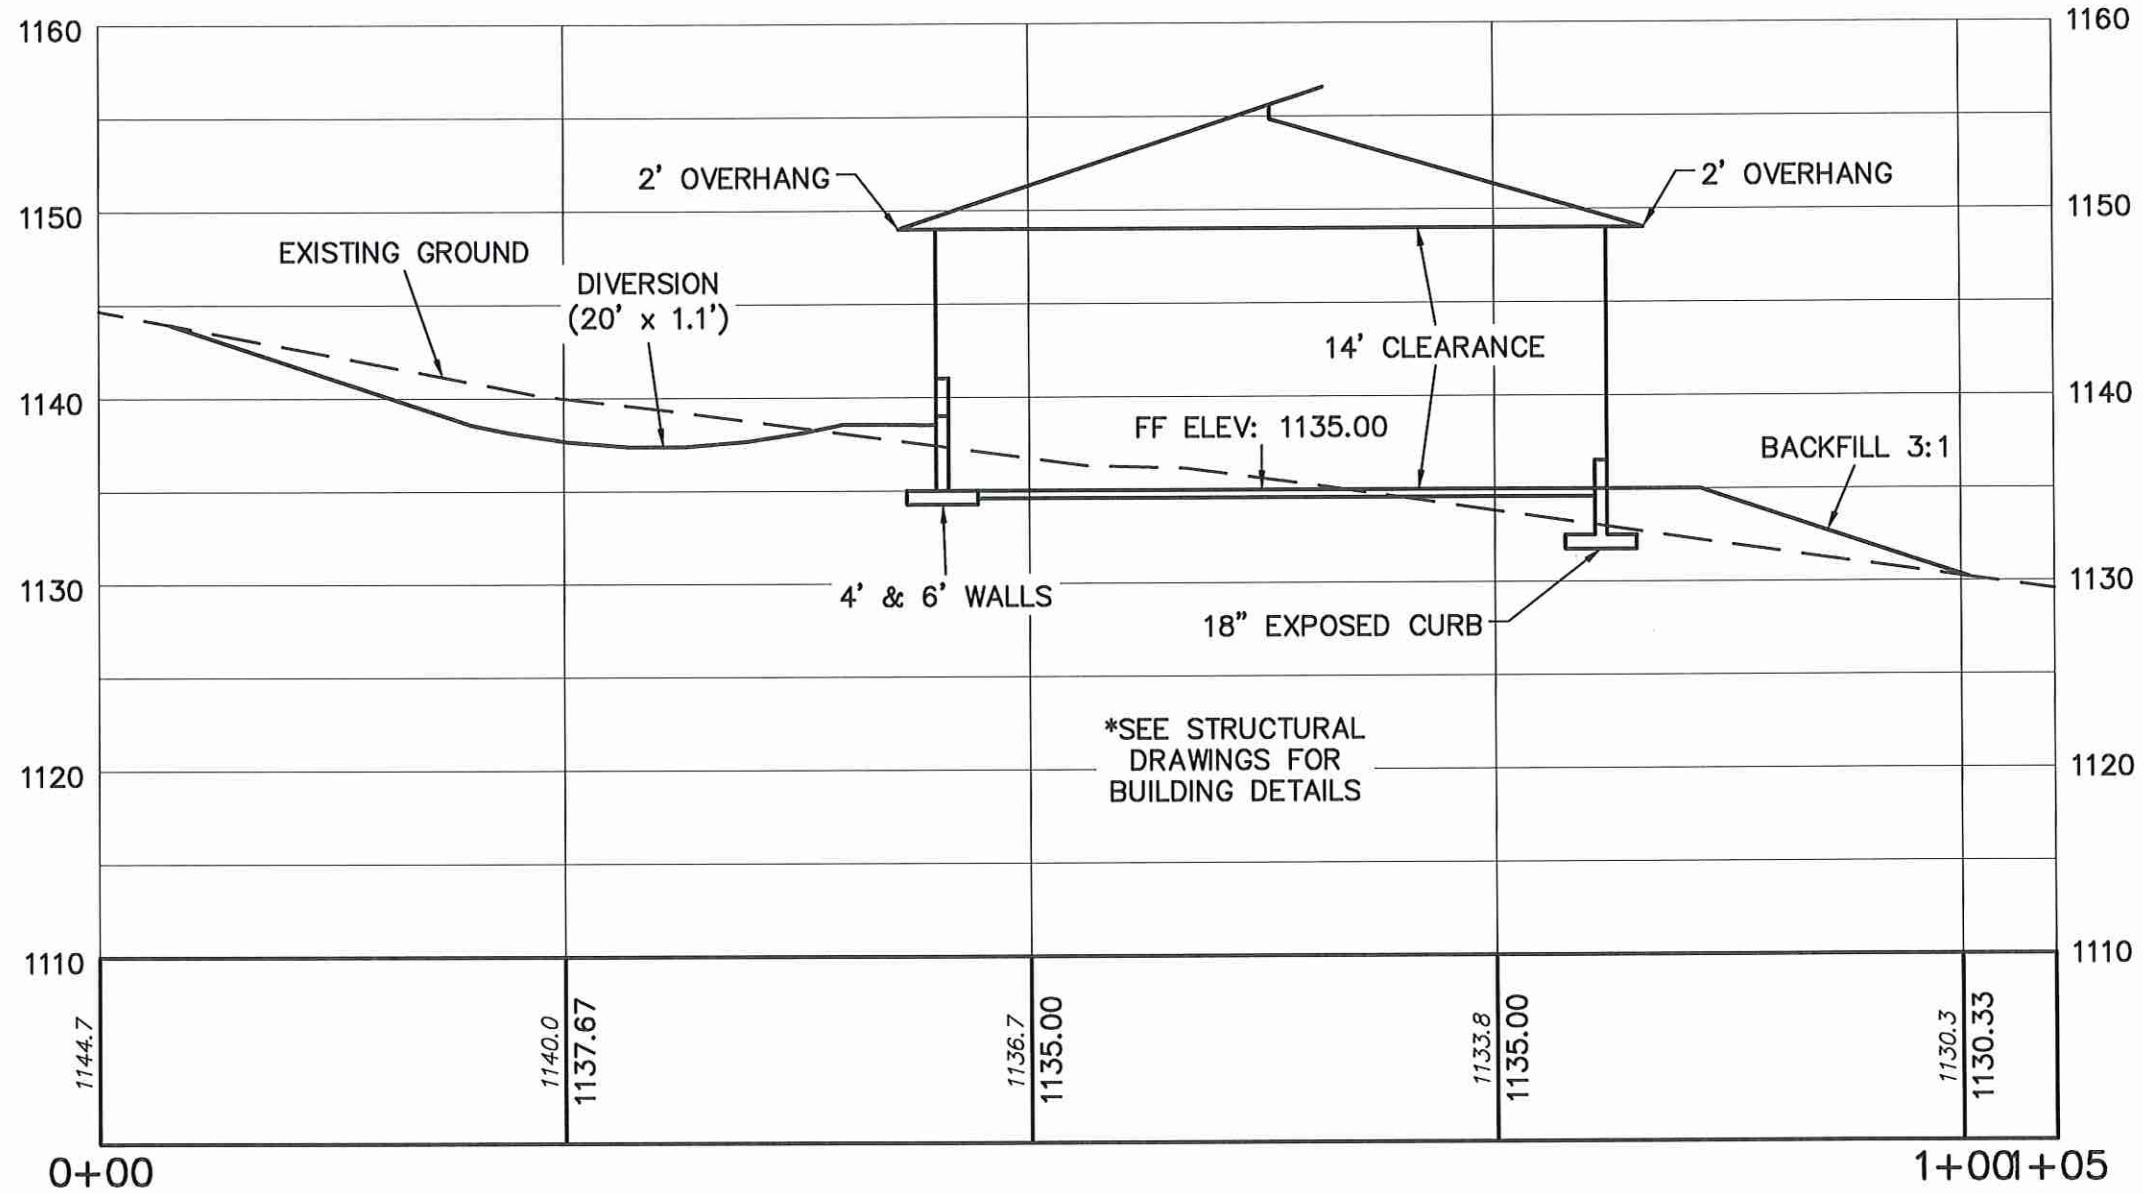 1160
1160
2' OVERHANG
2' OVERHANG
1150
1150
EXISTING GROUND
DIVERSION
(20' x 1.1')
14' CLEARANCE
1140
1140
FF ELEV: 1135.00
BACKFILL 3:1
1130
1130
4' & 6' WALLS
18" EXPOSED CURB
*SEE STRUCTURAL
DRAWINGS FOR
BUILDING DETAILS
1120
1120
1110
1110
1144.7
1140.0
1137.67
1136.7
1135.00
1133.8
1135.00
1130.3
1130.33
0+00
1+00
1+05